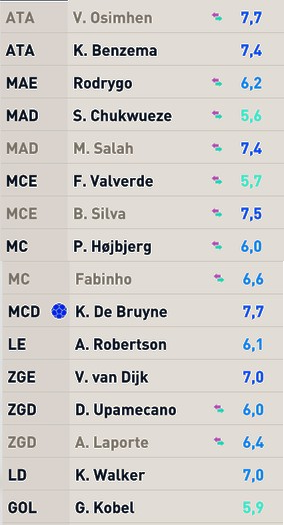 ATA V. Osimhen 7,7
ATA K. Benzema 7,4
MAE Rodrygo 6,2
MAD S. Chukwueze 5,6
MAD M. Salah 7,4
MCE F. Valverde 5,7
MCE B. Silva 7,5
MC P. Højbjerg 6,0
MC Fabinho 6,6
MCD K. De Bruyne 7,7
LE A. Robertson 6,1
ZGE V. van Dijk 7,0
ZGD D. Upamecano 6,0
ZGD A. Laporte 6,4
LD K. Walker 7,0
GOL G. Kobel 5,9